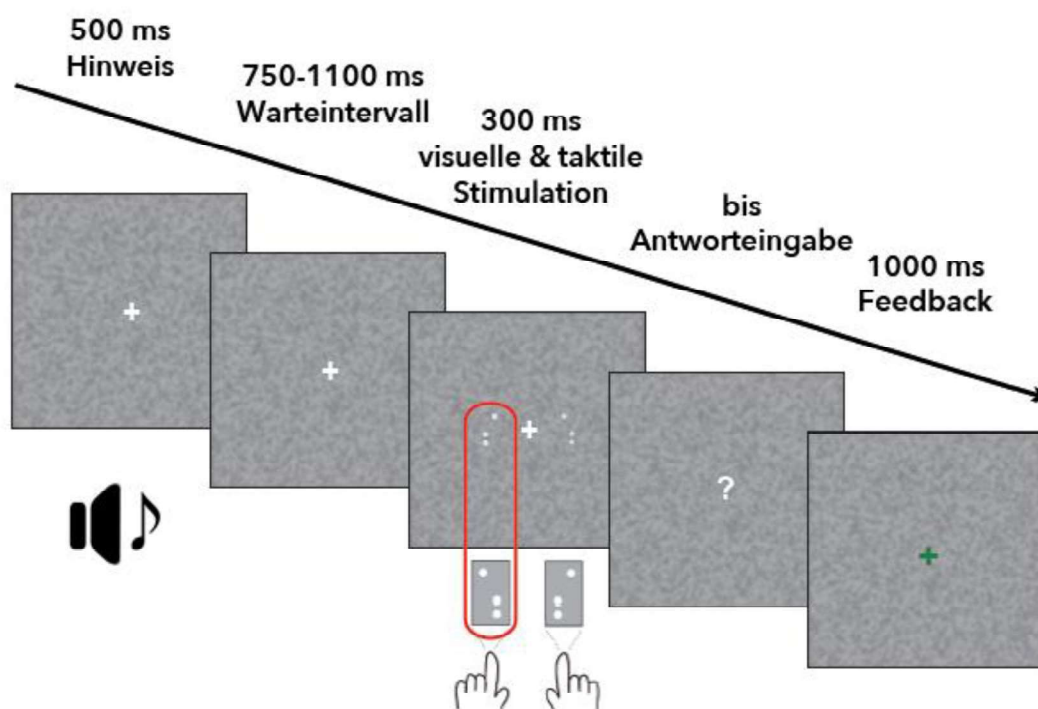 500 ms
Hinweis
750-1100 ms
Warteintervall
300 ms
visuelle & taktile
Stimulation
bis
Antworteingabe
1000 ms
Feedback
?